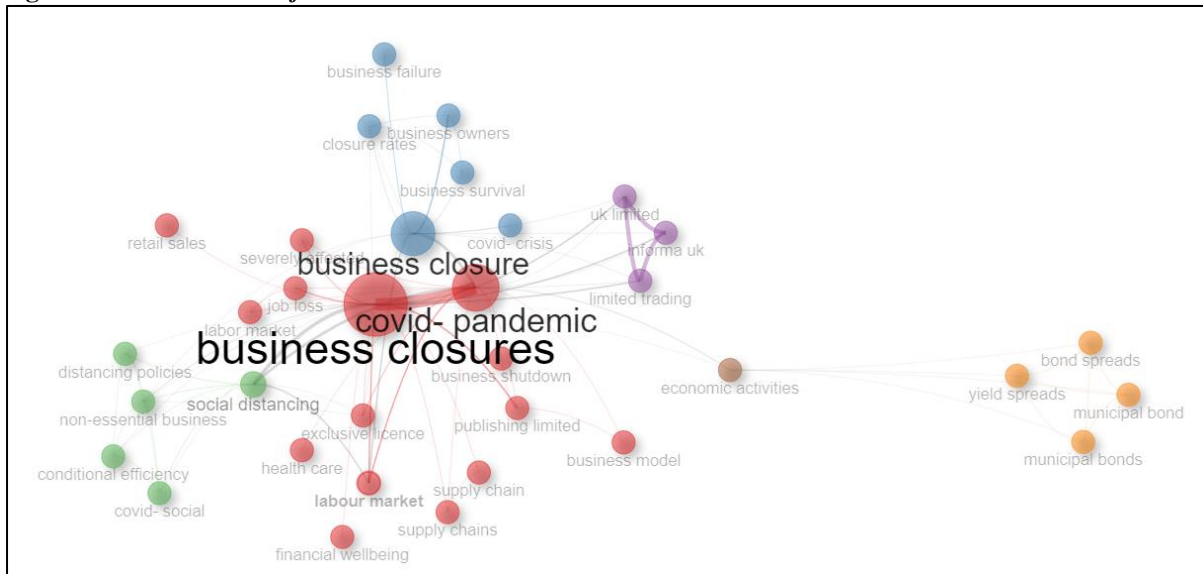 business failure
business owners
closure rates
business survival
uk limited
retail sales
covid- crisis
informa uk
severely affected
business closure
limited trading
job loss
labor market
covid- pandemic
business closures
bond spreads
distancing policies
business shutdown
economic activities
yield spreads
social distancing
municipal bond
non-essential business
publishing limited
exclusive licence
municipal bonds
health care
business model
conditional efficiency
supply chain
labour market
covid- social
supply chains
financial wellbeing